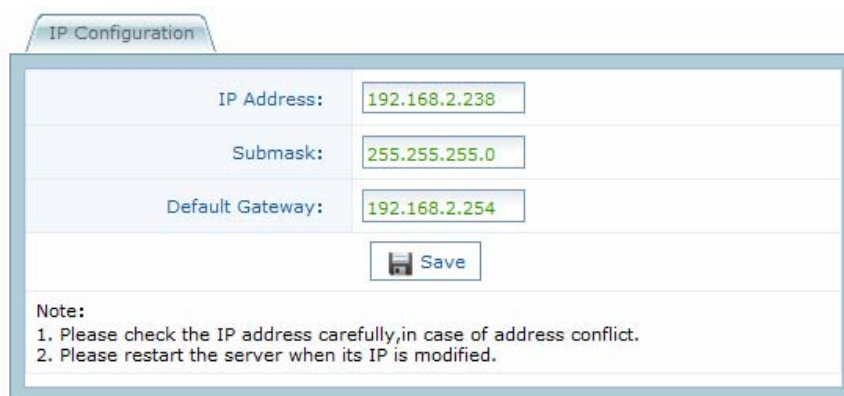 IP Configuration
IP Address: 192.168.2.238
Submask: 255.255.255.0
Default Gateway: 192.168.2.254
Save
Note:
1. Please check the IP address carefully,in case of address conflict.
2. Please restart the server when its IP is modified.